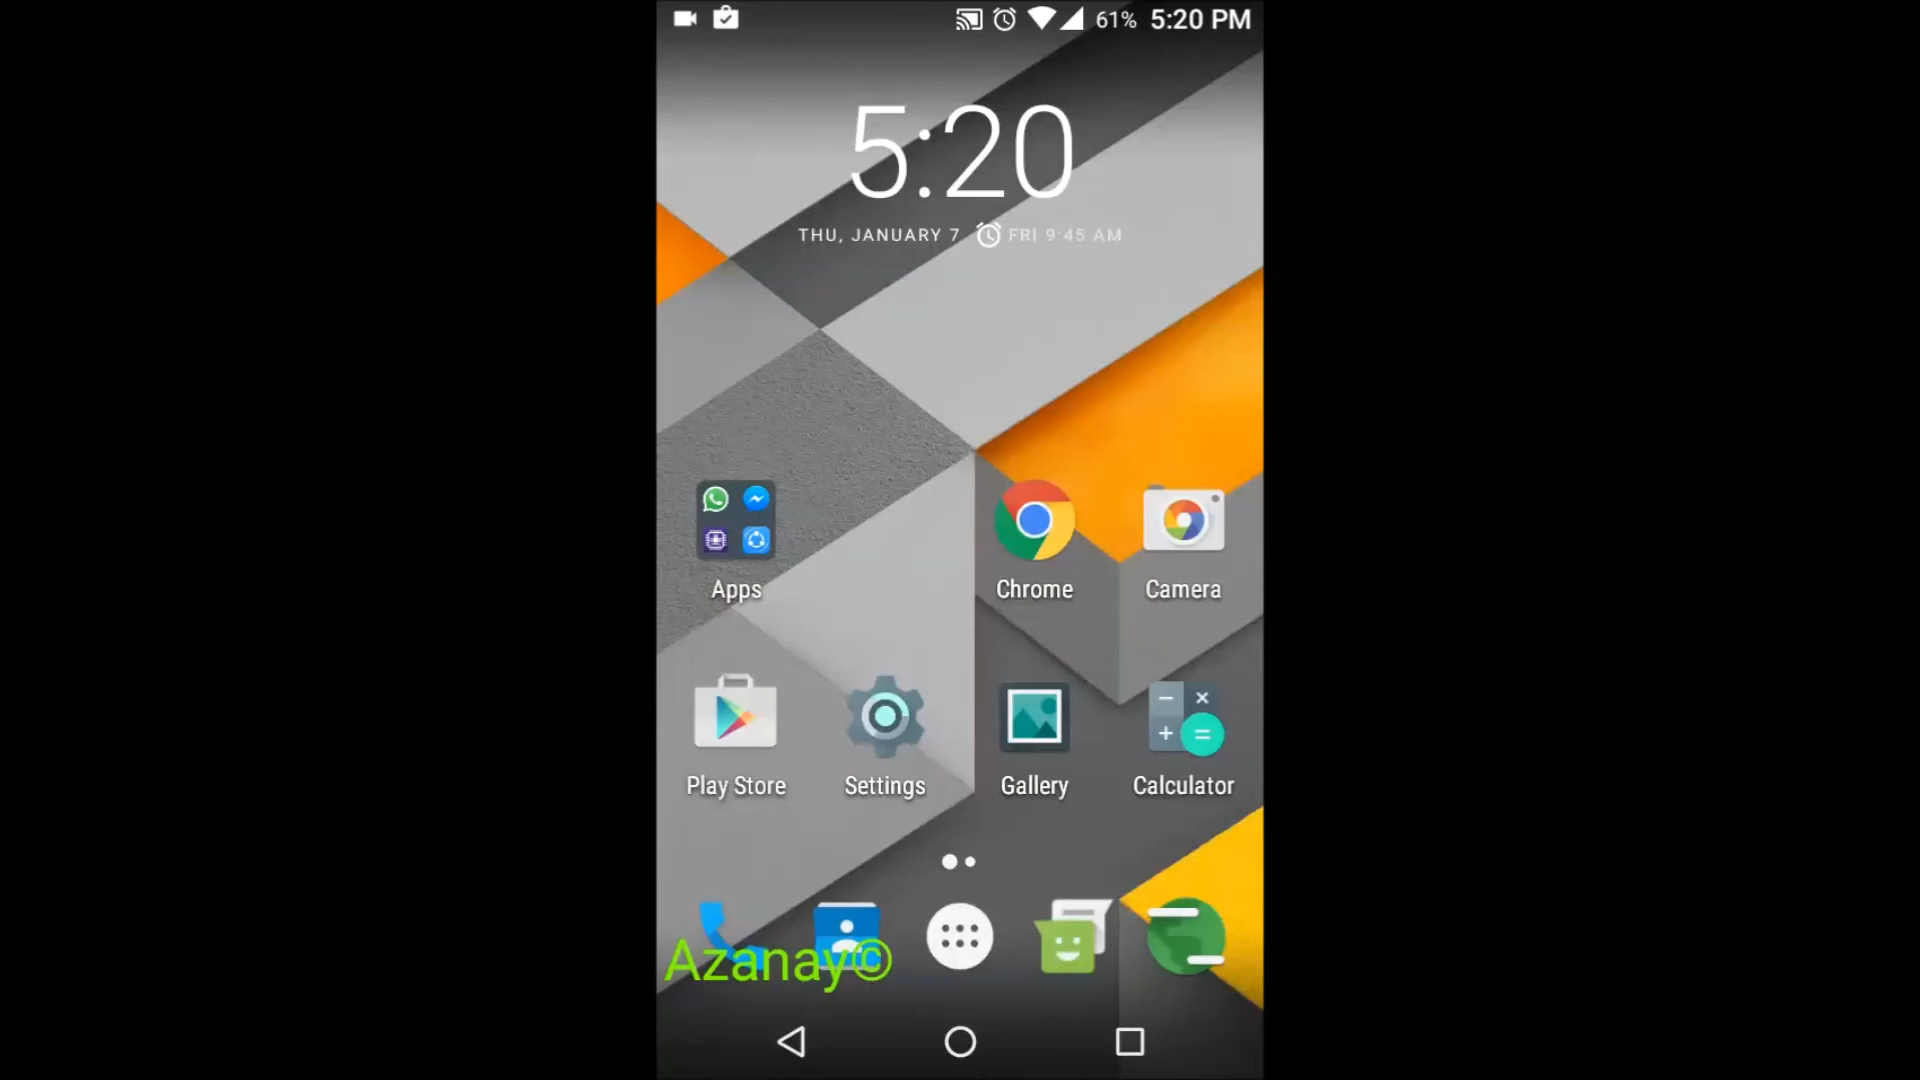 61% 5:20 PM
5:20
THU, JANUARY 7 FRI 9:45 AM
Apps Chrome Camera
Play Store Settings Gallery Calculator
Azanay©